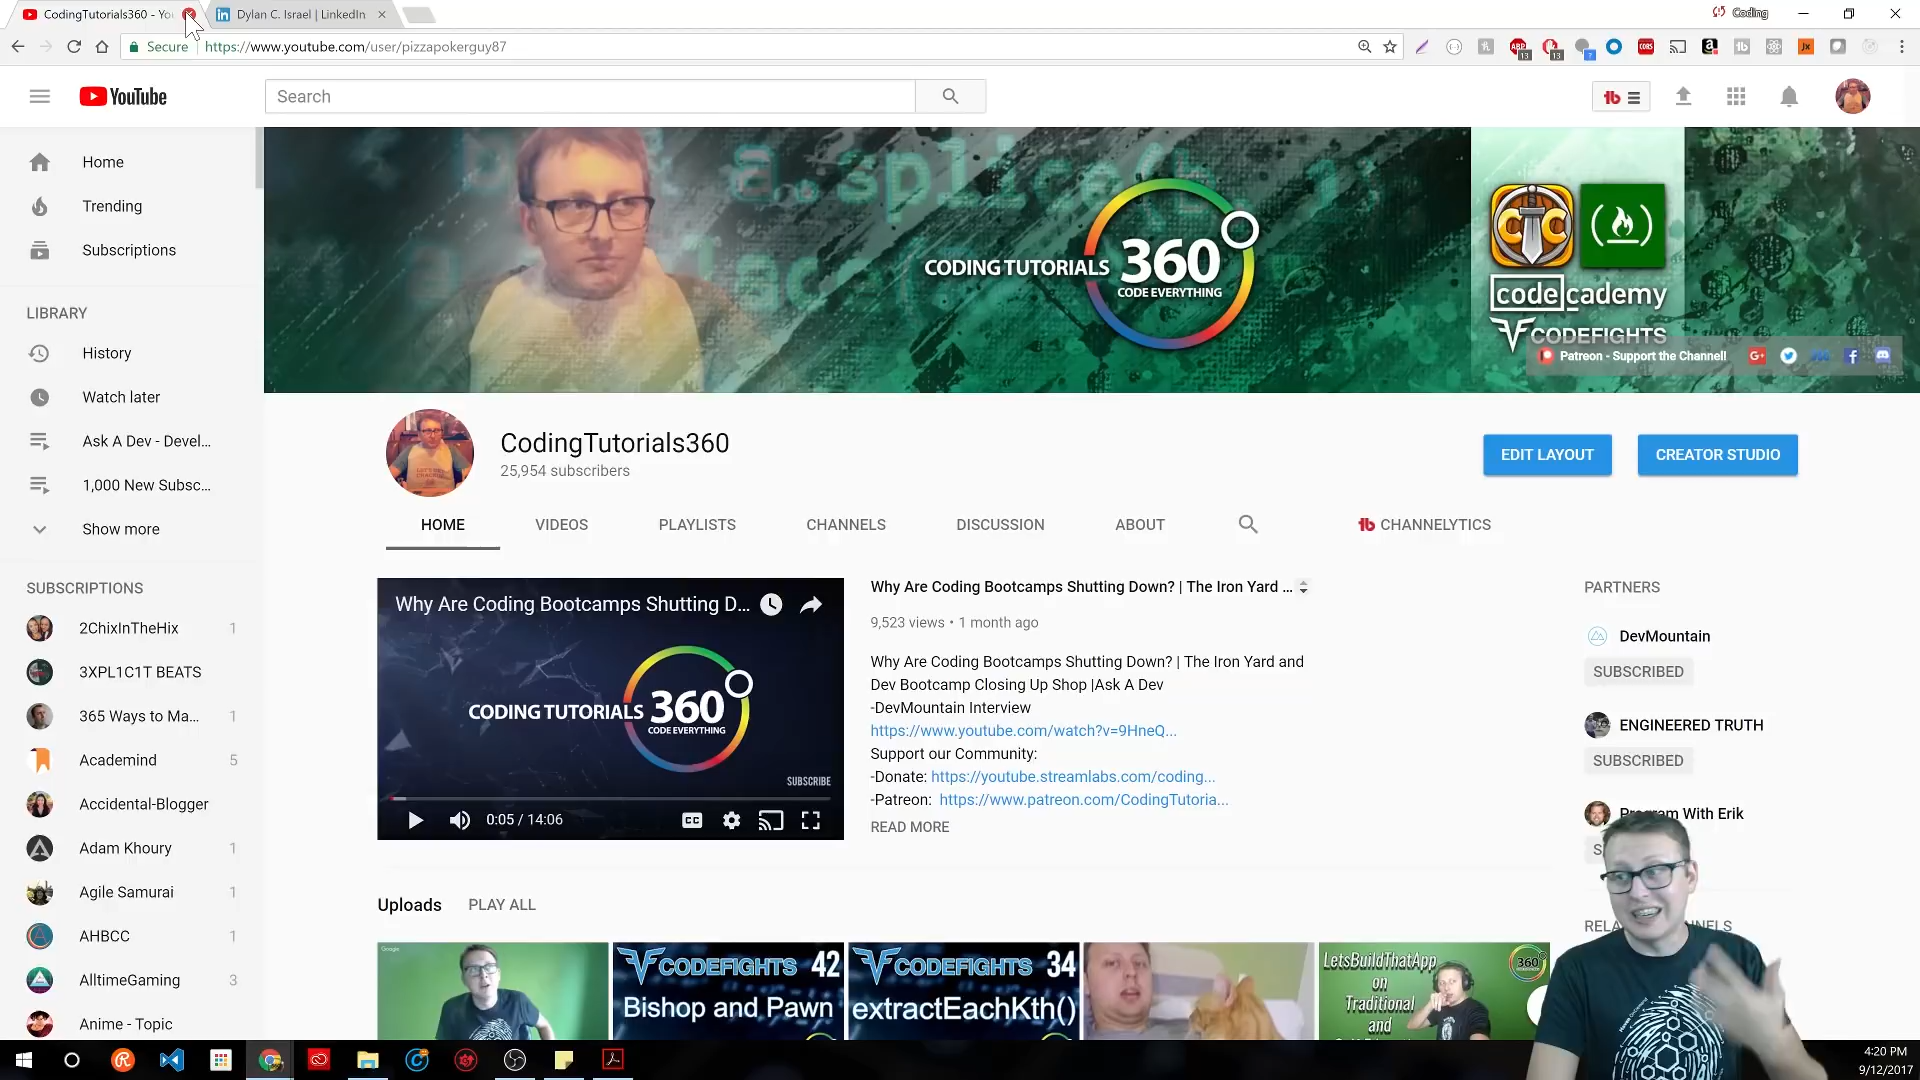 CodingTutorials360 - Yo
Dylan C. Israel | LinkedIn
Coding
Secure
https://www.youtube.com/user/pizzapokerguy87
YouTube
Search
Home
Trending
Subscriptions
LIBRARY
History
Watch later
Ask A Dev - Devel...
1,000 New Subsc...
Show more
SUBSCRIPTIONS
2ChixInTheHix 1
3XPL1C1T BEATS
365 Ways to Ma... 1
Academind 5
Accidental-Blogger
Adam Khoury 1
Agile Samurai 1
AHBCC 1
AlltimeGaming 3
Anime - Topic
a.splice(
CODING TUTORIALS 360
CODE EVERYTHING
code|cademy
CODEFIGHTS
Patreon - Support the Channel!
CodingTutorials360
25,954 subscribers
EDIT LAYOUT
CREATOR STUDIO
HOME
VIDEOS
PLAYLISTS
CHANNELS
DISCUSSION
ABOUT
CHANNELYTICS
Why Are Coding Bootcamps Shutting D...
CODING TUTORIALS 360
CODE EVERYTHING
SUBSCRIBE
0:05 / 14:06
Why Are Coding Bootcamps Shutting Down? | The Iron Yard ...
9,523 views • 1 month ago
Why Are Coding Bootcamps Shutting Down? | The Iron Yard and
Dev Bootcamp Closing Up Shop |Ask A Dev
-DevMountain Interview
https://www.youtube.com/watch?v=9HneQ...
Support our Community:
-Donate: https://youtube.streamlabs.com/coding...
-Patreon: https://www.patreon.com/CodingTutoria...
READ MORE
PARTNERS
DevMountain
SUBSCRIBED
ENGINEERED TRUTH
SUBSCRIBED
Program With Erik
Uploads
PLAY ALL
Google
CODEFIGHTS 42
Bishop and Pawn
CODEFIGHTS 34
extractEachKth()
LetsBuildThatApp
on
Traditional
and
360
4:20 PM
9/12/2017